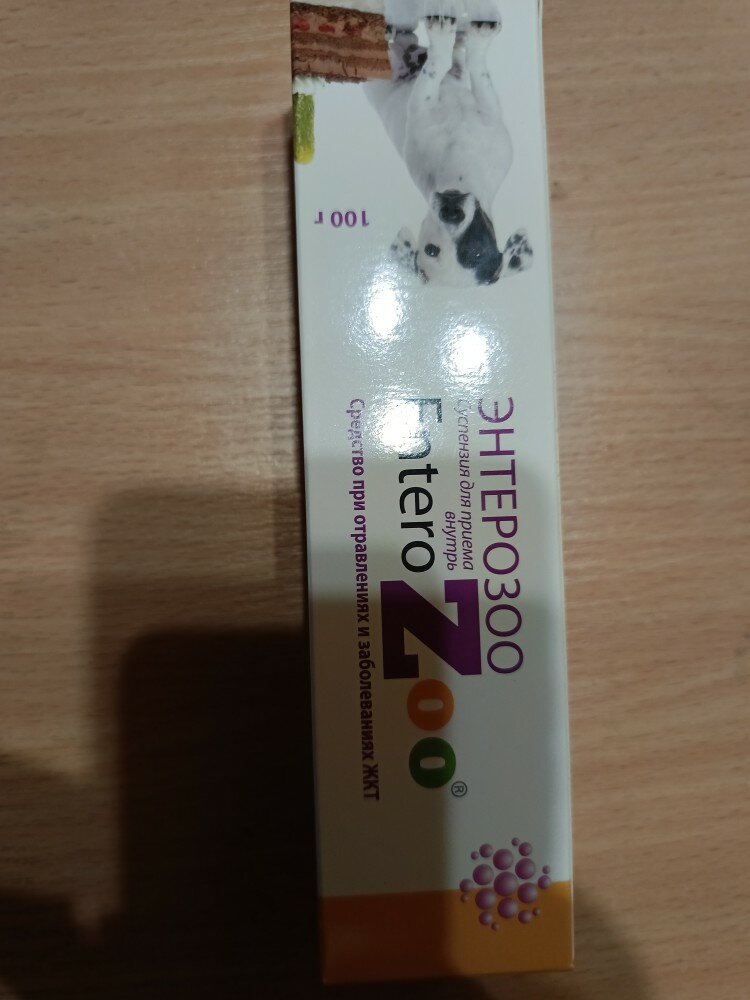 ЭНТЕРОЗОО
Суспензия для приема
внутрь
EnteroZoo®
Средство при отравлениях и заболеваниях ЖКТ
100 г